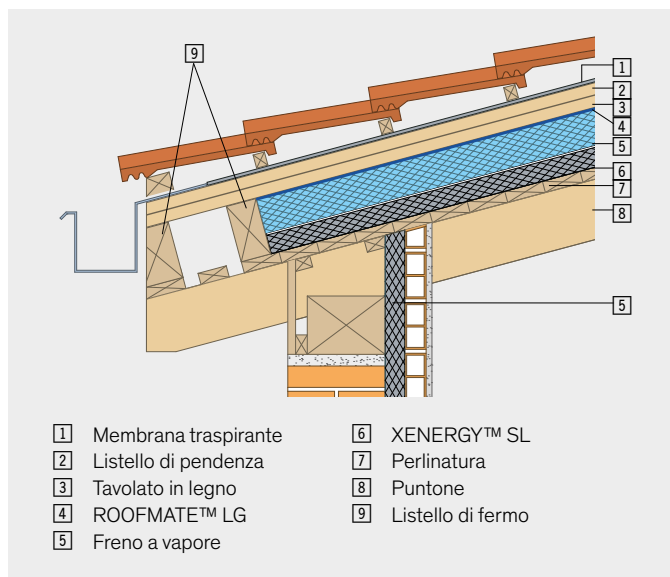 9
1
2
3
4
5
6
7
8
5
1 Membrana traspirante
2 Listello di pendenza
3 Tavolato in legno
4 ROOFMATE™ LG
5 Freno a vapore
6 XENERGY™ SL
7 Perlinatura
8 Puntone
9 Listello di fermo